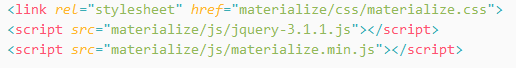 <link rel="stylesheet" href="materialize/css/materialize.css">
<script src="materialize/js/jquery-3.1.1.js"></script>
<script src="materialize/js/materialize.min.js"></script>